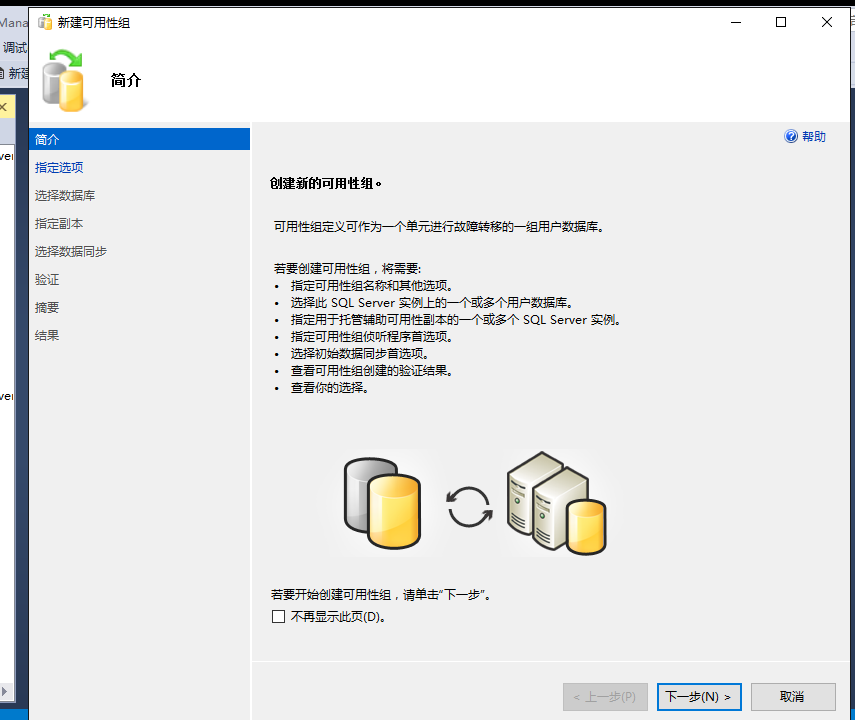 Mana
新建可用性组
调试
新建
简介
简介
指定选项
选择数据库
指定副本
选择数据同步
验证
摘要
结果
帮助
创建新的可用性组。
可用性组定义可作为一个单元进行故障转移的一组用户数据库。
若要创建可用性组，将需要:
• 指定可用性组名称和其他选项。
• 选择此 SQL Server 实例上的一个或多个用户数据库。
• 指定用于托管辅助可用性副本的一个或多个 SQL Server 实例。
• 指定可用性组侦听程序首选项。
• 选择初始数据同步首选项。
• 查看可用性组创建的验证结果。
• 查看你的选择。
若要开始创建可用性组，请单击“下一步”。
不再显示此页(D)。
< 上一步(P)
下一步(N) >
取消